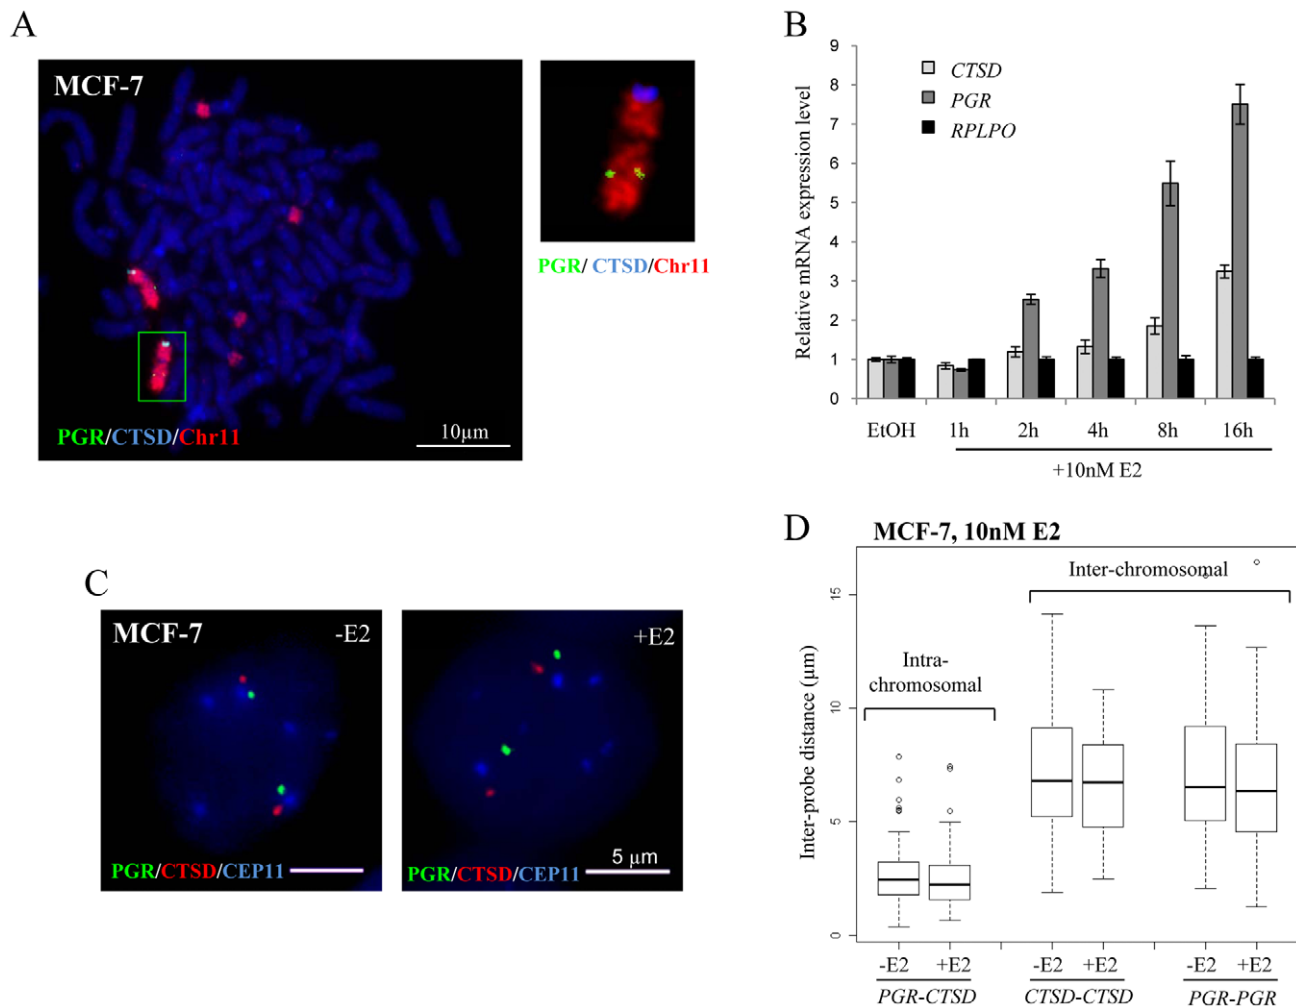 A
MCF-7
PGR/CTSD/Chr11
10µm
PGR/ CTSD/Chr11
B
Relative mRNA expression level
9
8
7
6
5
4
3
2
1
0
CTSD
PGR
RPLPO
EtOH 1h 2h 4h 8h 16h
+10nM E2
C
MCF-7
-E2
PGR/CTSD/CEP11
+E2
PGR/CTSD/CEP11
5 µm
D
MCF-7, 10nM E2
Inter-probe distance (µm)
15
10
5
0
Intra-
chromosomal
Inter-chromosomal
-E2 +E2 -E2 +E2 -E2 +E2
PGR-CTSD CTSD-CTSD PGR-PGR